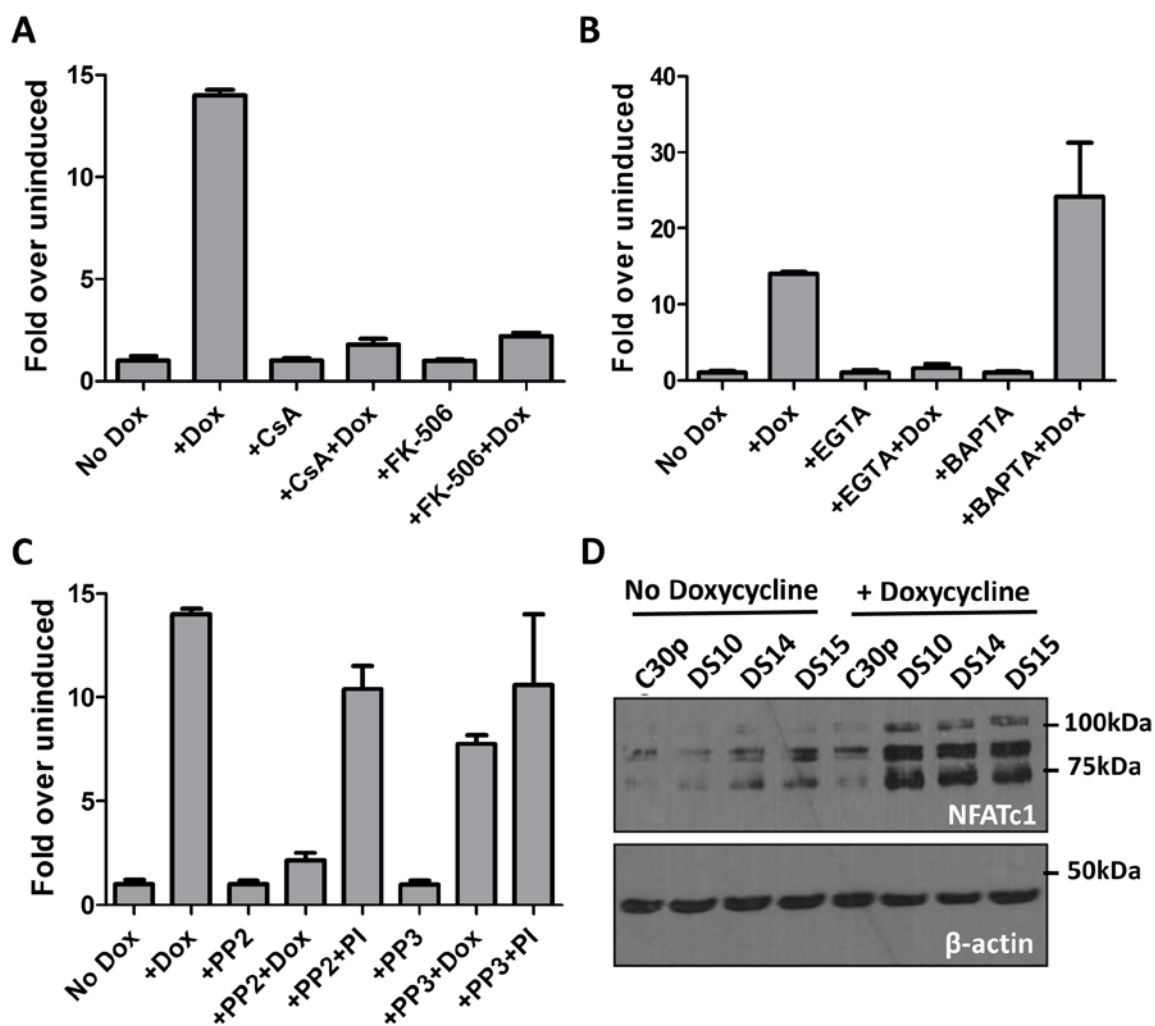 A
Fold over uninduced
15
10
5
0
No Dox
+Dox
+CsA
+CsA+Dox
+FK-506
+FK-506+Dox
B
Fold over uninduced
40
30
20
10
0
No Dox
+Dox
+EGTA
+EGTA+Dox
+BAPTA
+BAPTA+Dox
C
Fold over uninduced
15
10
5
0
No Dox
+Dox
+PP2
+PP2+Dox
+PP2+PI
+PP3
+PP3+Dox
+PP3+PI
D
No Doxycycline
+ Doxycycline
C30p
DS10
DS14
DS15
C30p
DS10
DS14
DS15
100kDa
75kDa
NFATc1
50kDa
β-actin